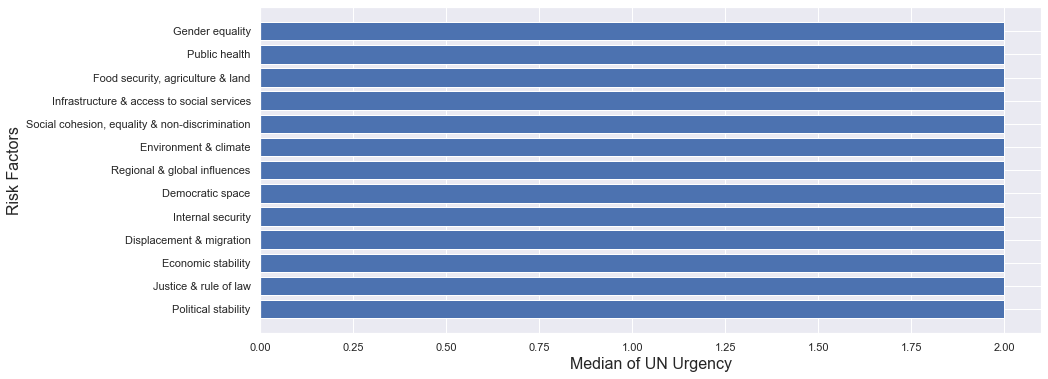 Risk Factors
Gender equality
Public health
Food security, agriculture & land
Infrastructure & access to social services
Social cohesion, equality & non-discrimination
Environment & climate
Regional & global influences
Democratic space
Internal security
Displacement & migration
Economic stability
Justice & rule of law
Political stability
0.00 0.25 0.50 0.75 1.00 1.25 1.50 1.75 2.00
Median of UN Urgency